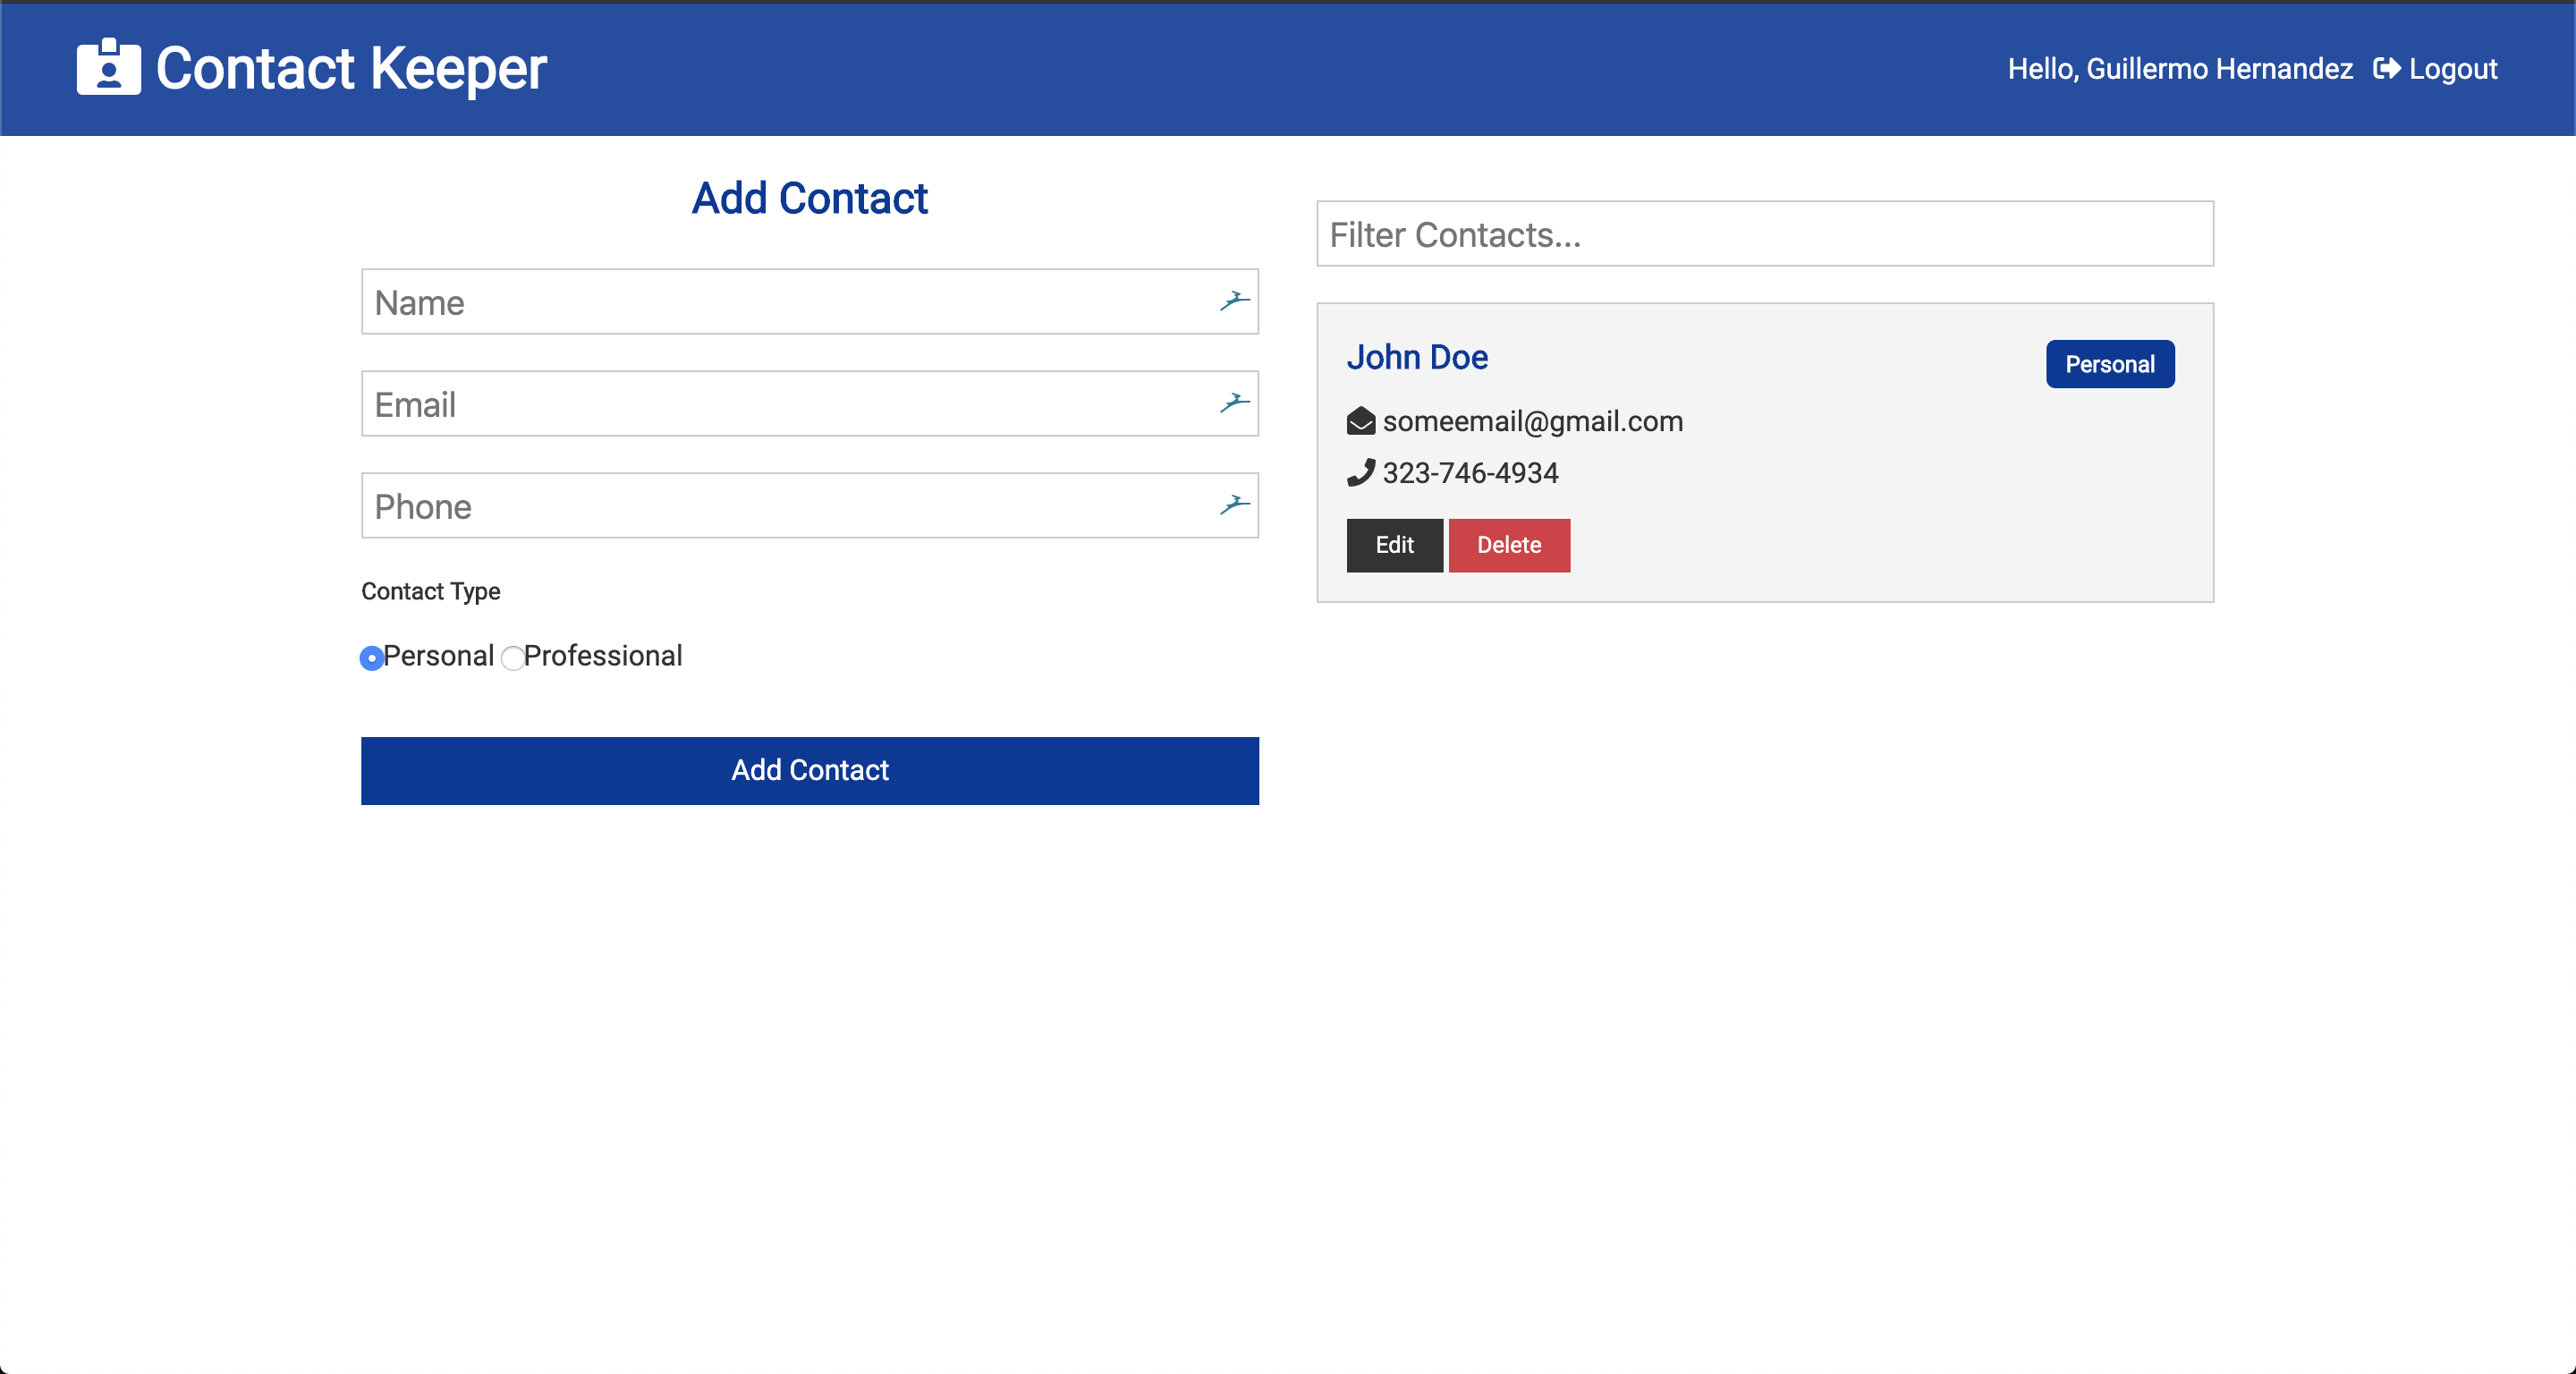 Contact Keeper
Hello, Guillermo Hernandez Logout
Add Contact
Name
Email
Phone
Contact Type
Personal Professional
Add Contact
Filter Contacts...
John Doe
Personal
someemail@gmail.com
323-746-4934
Edit Delete